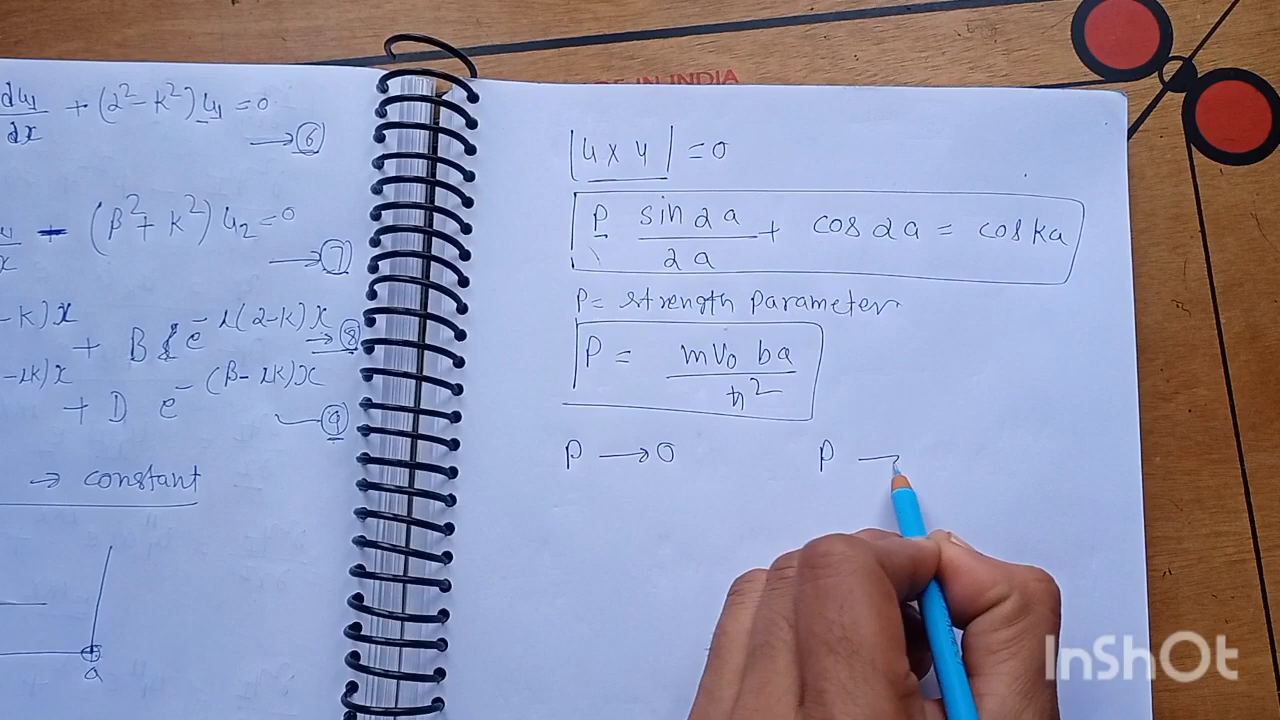 du₁/dx + (α² - k²) u₁ = 0
→ ⑥
(β² + k²) u₂ = 0
→ ⑦
-k)x + B e^-i(α-k)x → ⑧
-ik)x + D e^-(β-ik)x ⑨
→ constant
a
MADE IN INDIA
|4 x 4| = 0
P sin αa / αa + cos αa = cos ka
P = strength parameter
P = mv₀ ba / ħ²
P → 0 P →
InShOt